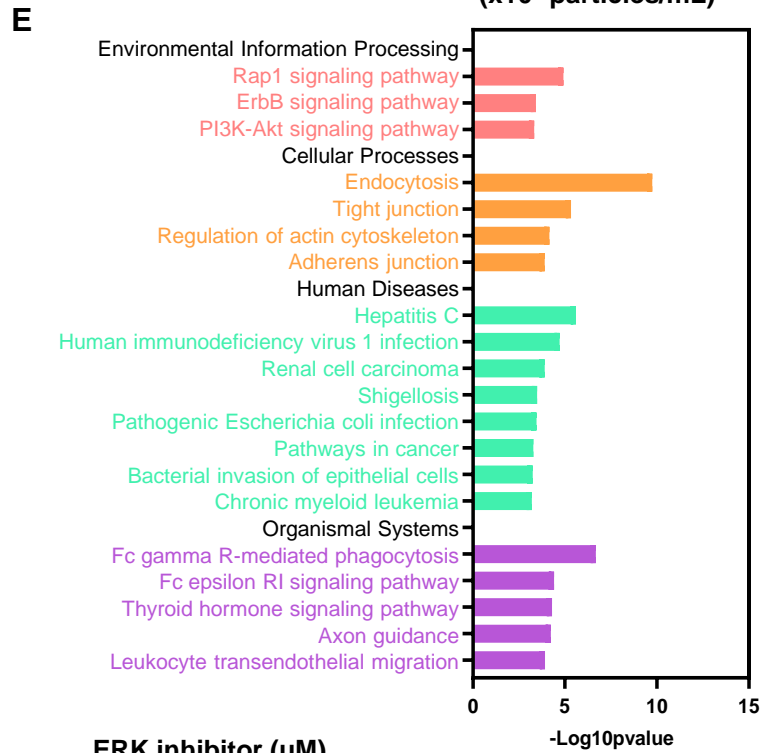 E
Environmental Information Processing
Rap1 signaling pathway
ErbB signaling pathway
PI3K-Akt signaling pathway
Cellular Processes
Endocytosis
Tight junction
Regulation of actin cytoskeleton
Adherens junction
Human Diseases
Hepatitis C
Human immunodeficiency virus 1 infection
Renal cell carcinoma
Shigellosis
Pathogenic Escherichia coli infection
Pathways in cancer
Bacterial invasion of epithelial cells
Chronic myeloid leukemia
Organismal Systems
Fc gamma R-mediated phagocytosis
Fc epsilon RI signaling pathway
Thyroid hormone signaling pathway
Axon guidance
Leukocyte transendothelial migration
0 5 10 15
-Log10pvalue
ERK inhibitor (uM)